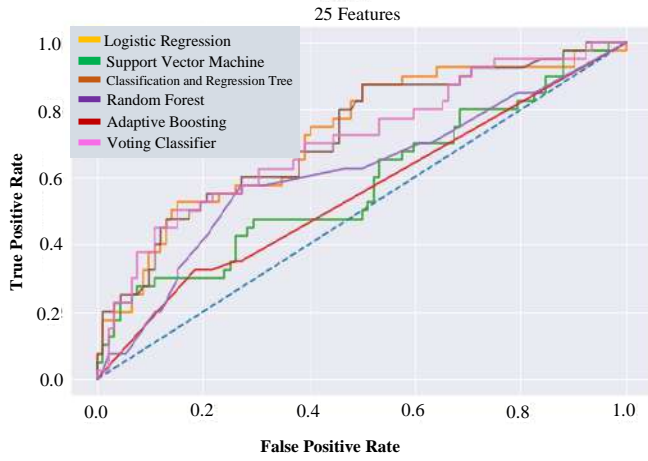 25 Features
Logistic Regression
Support Vector Machine
Classification and Regression Tree
Random Forest
Adaptive Boosting
Voting Classifier
1.0
0.8
0.6
0.4
0.2
0.0
True Positive Rate
0.0 0.2 0.4 0.6 0.8 1.0
False Positive Rate